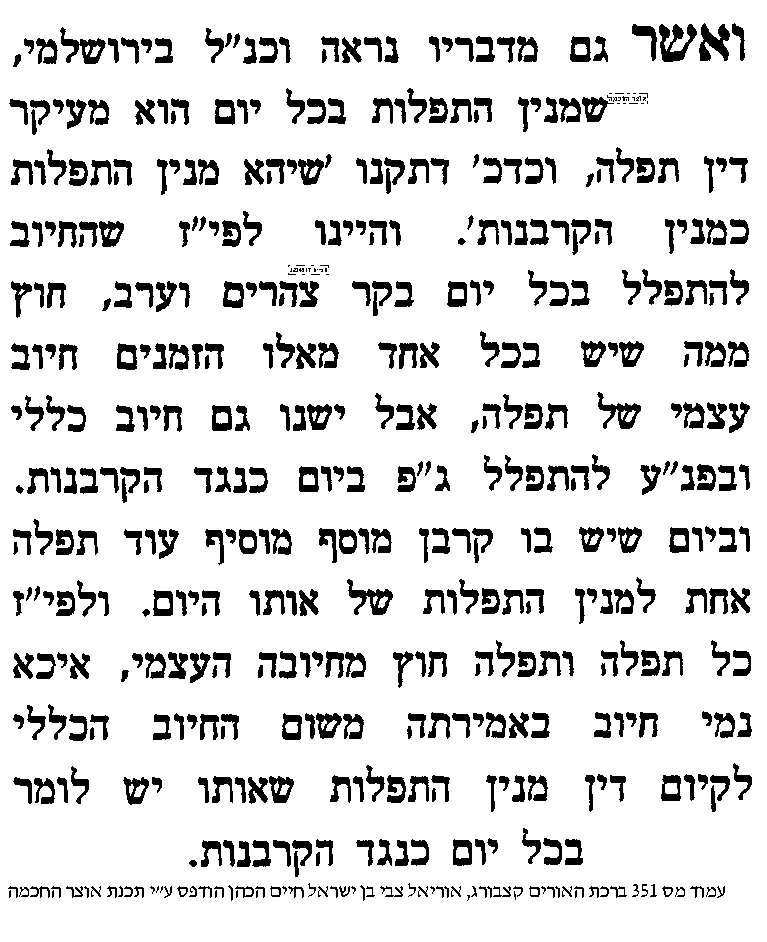 ואשר גם מדבריו נראה וכנ"ל בירושלמי,
שמנין התפלות בכל יום הוא מעיקר
דין תפלה, וכדכ' דתקנו 'שיהא מנין התפלות
כמנין הקרבנות'. והיינו לפי"ז שהחיוב
להתפלל בכל יום בקר צהרים וערב, חוץ
ממה שיש בכל אחד מאלו הזמנים חיוב
עצמי של תפלה, אבל ישנו גם חיוב כללי
ובפנ"ע להתפלל ג"פ ביום כנגד הקרבנות.
וביום שיש בו קרבן מוסף מוסיף עוד תפלה
אחת למנין התפלות של אותו היום. ולפי"ז
כל תפלה ותפלה חוץ מחיובה העצמי, איכא
נמי חיוב באמירתה משום החיוב הכללי
לקיום דין מנין התפלות שאותו יש לומר
בכל יום כנגד הקרבנות.
עמוד מס 351 ברכת האורים קצבורג, אוריאל צבי בן ישראל חיים הכהן הודפס ע"י תכנת אוצר החכמה